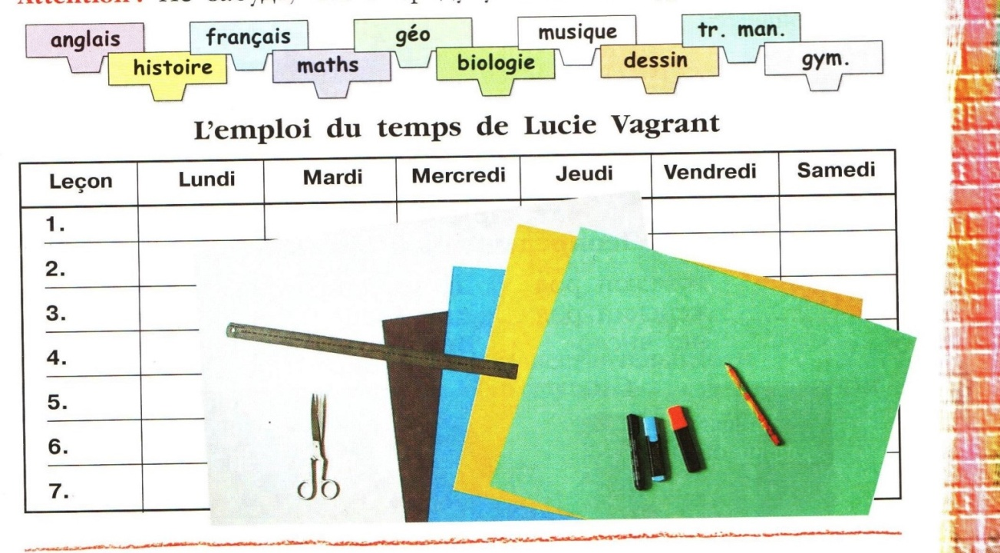 Attention!
anglais français géo musique tr. man.
histoire maths biologie dessin gym.
L'emploi du temps de Lucie Vagrant
Leçon Lundi Mardi Mercredi Jeudi Vendredi Samedi
1.
2.
3.
4.
5.
6.
7.